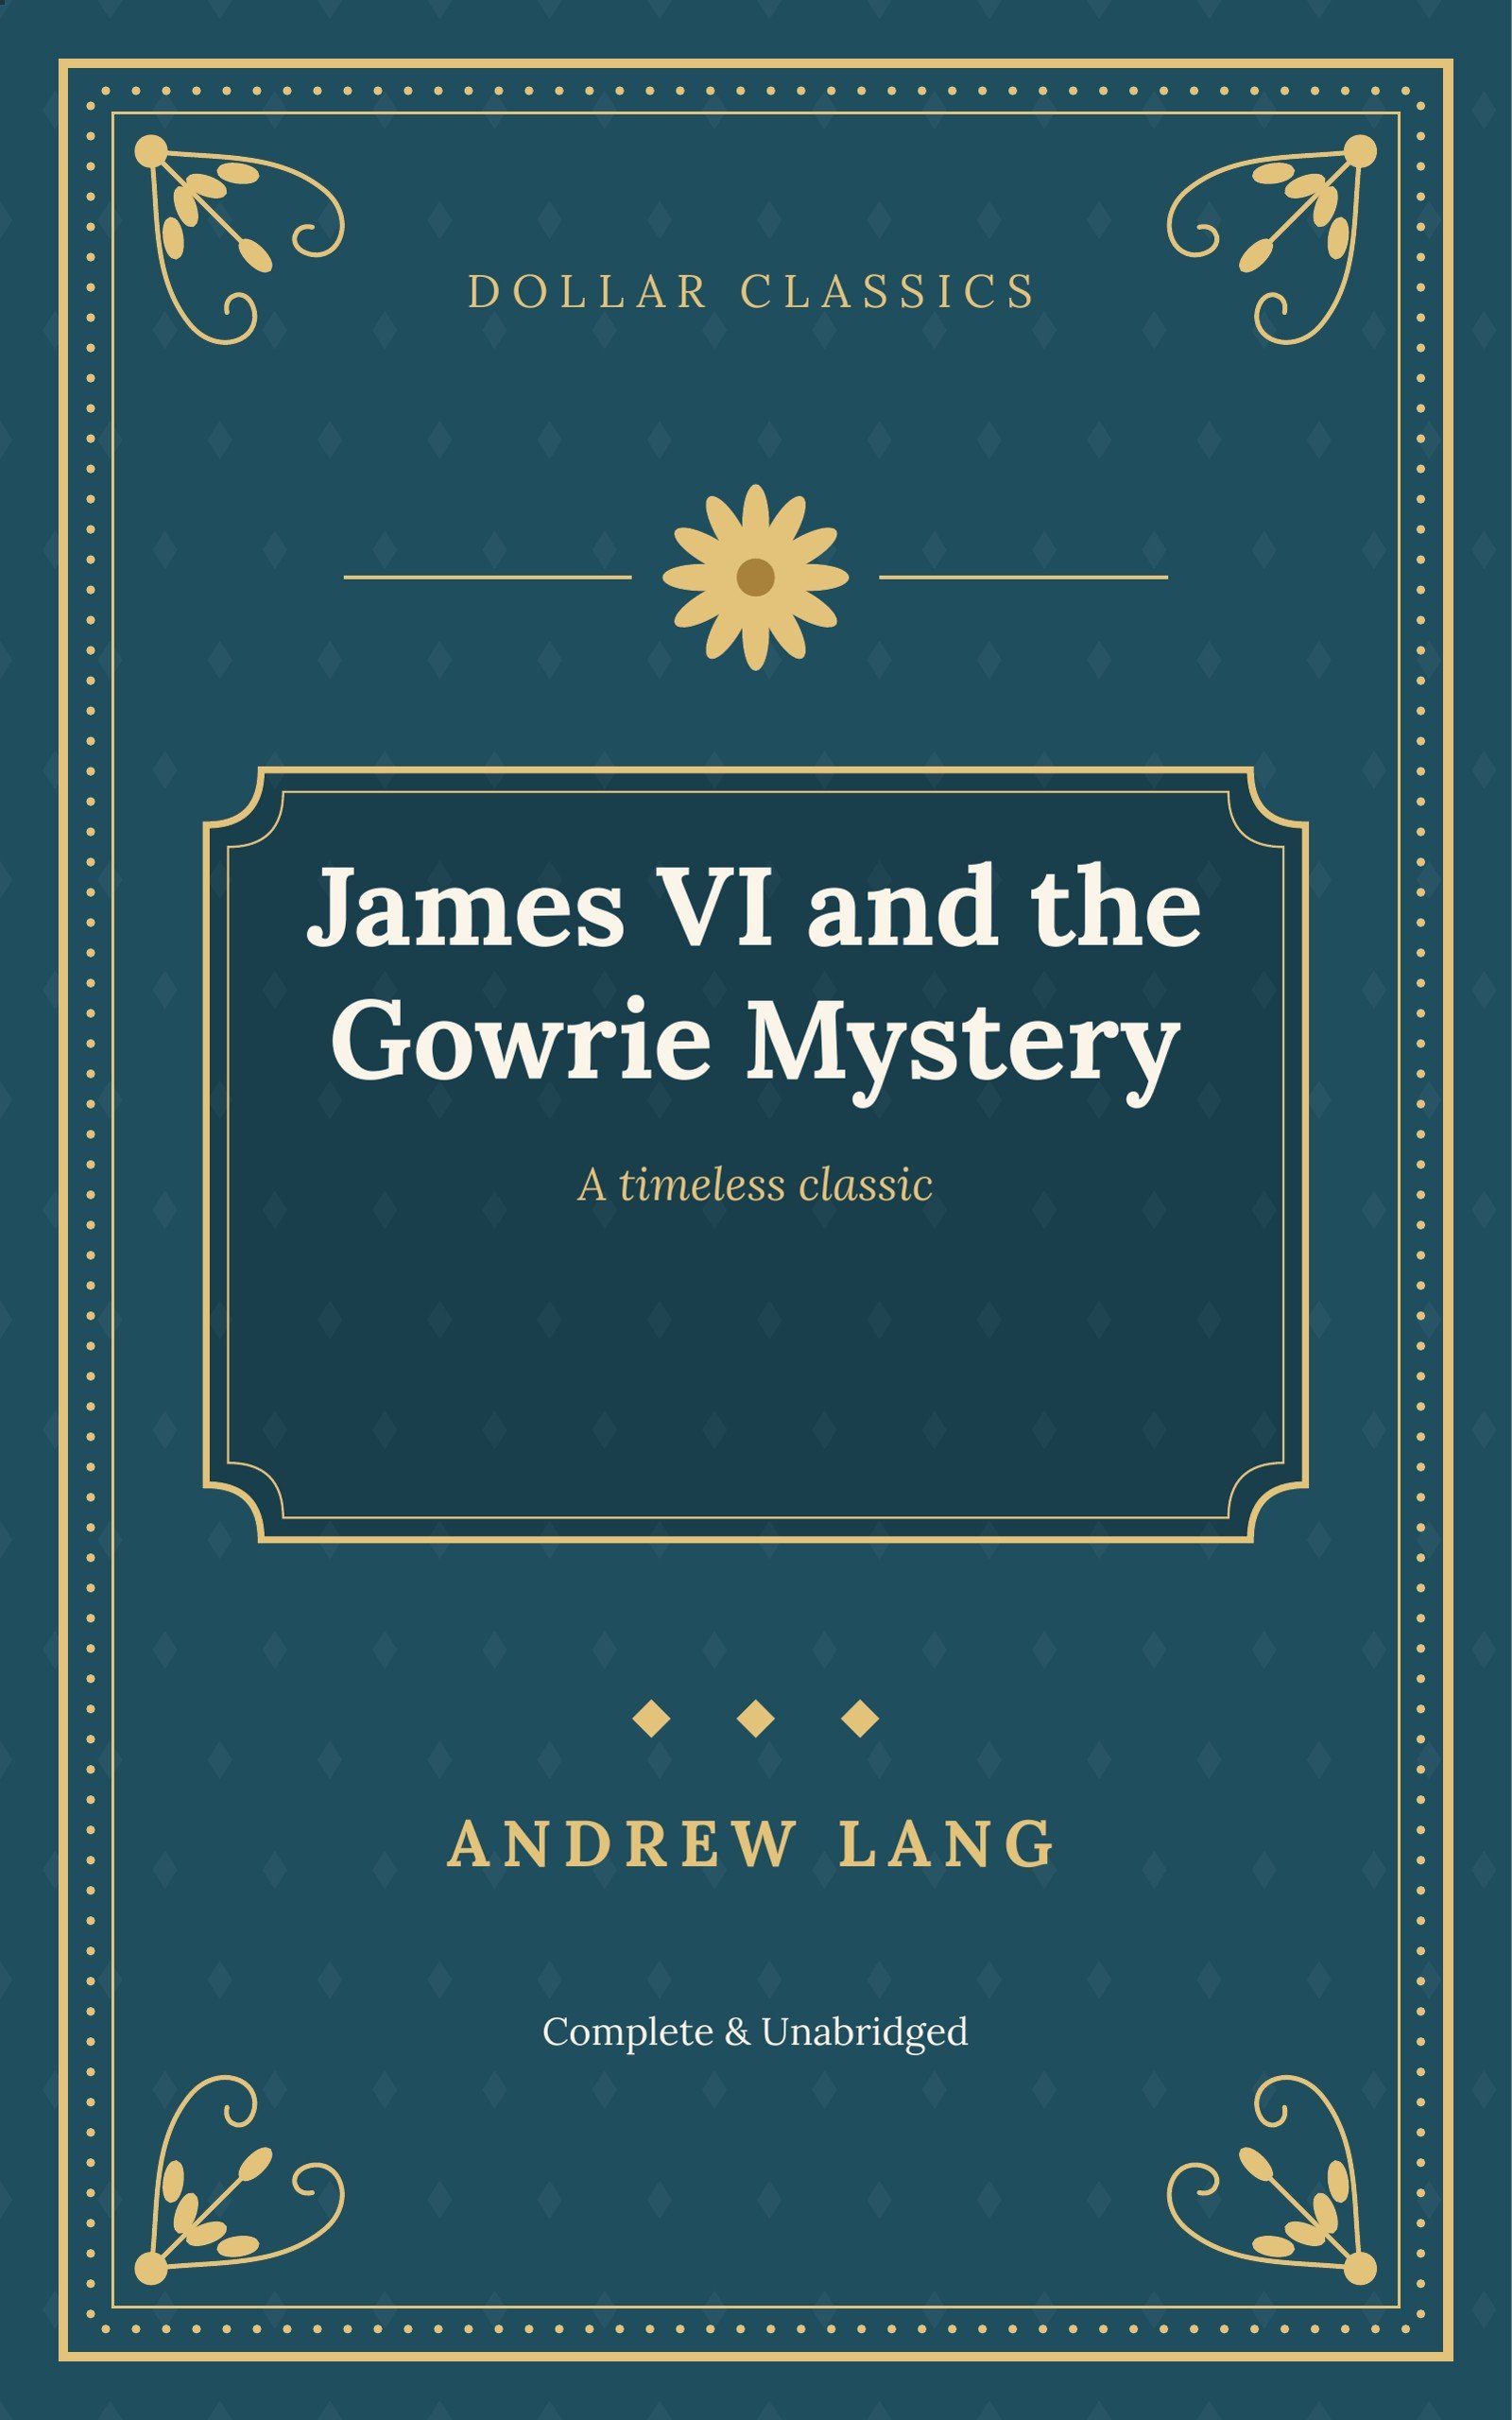 DOLLAR CLASSICS
James VI and the
Gowrie Mystery
A timeless classic
ANDREW LANG
Complete & Unabridged